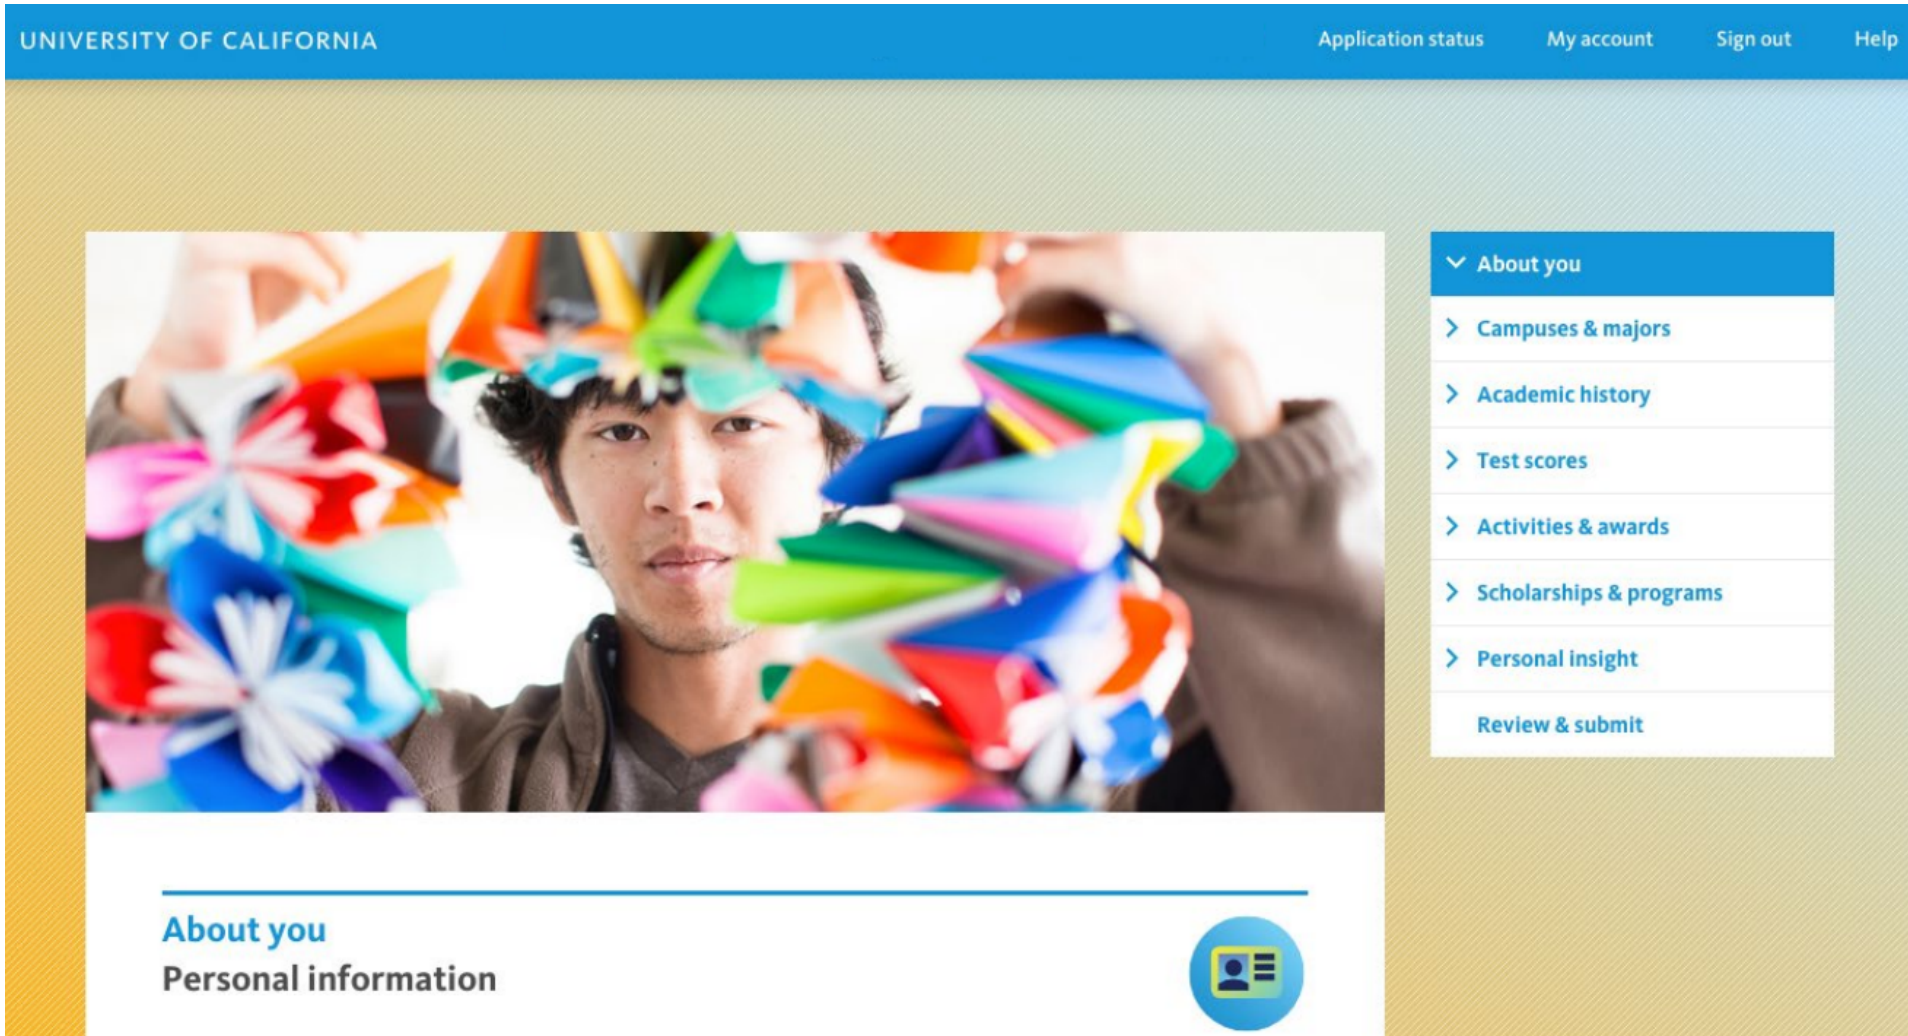 UNIVERSITY OF CALIFORNIA
Application status
My account
Sign out
Help
About you
Campuses & majors
Academic history
Test scores
Activities & awards
Scholarships & programs
Personal insight
Review & submit
About you
Personal information